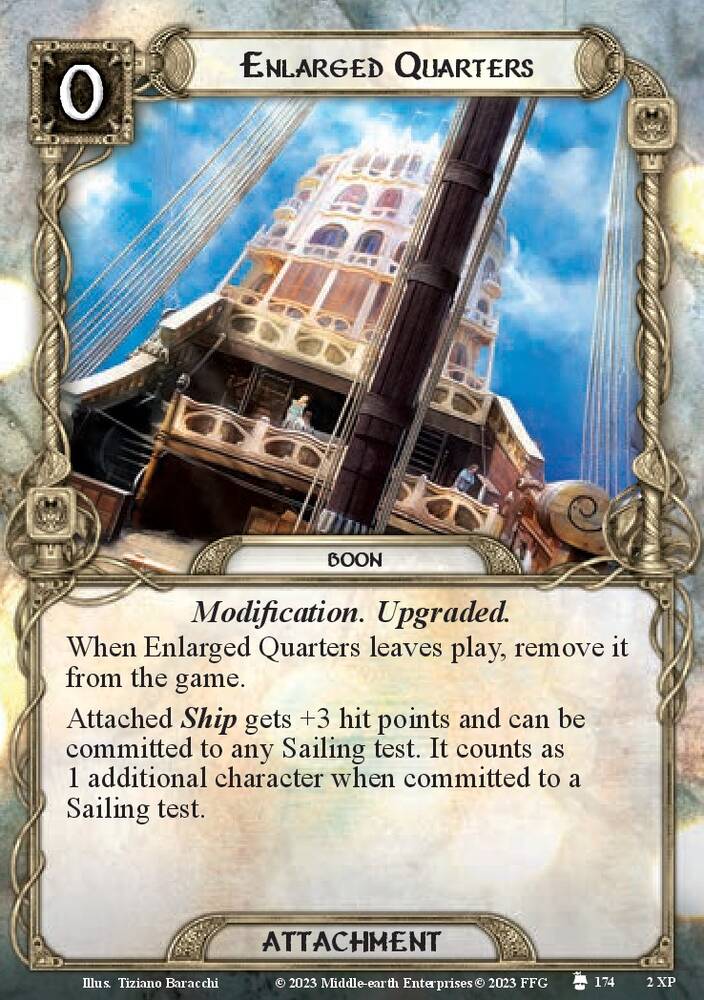 0
Enlarged Quarters
BOON
Modification. Upgraded.
When Enlarged Quarters leaves play, remove it
from the game.
Attached Ship gets +3 hit points and can be
committed to any Sailing test. It counts as
1 additional character when committed to a
Sailing test.
ATTACHMENT
Illus. Tiziano Baracchi © 2023 Middle-earth Enterprises © 2023 FFG 174 2 XP